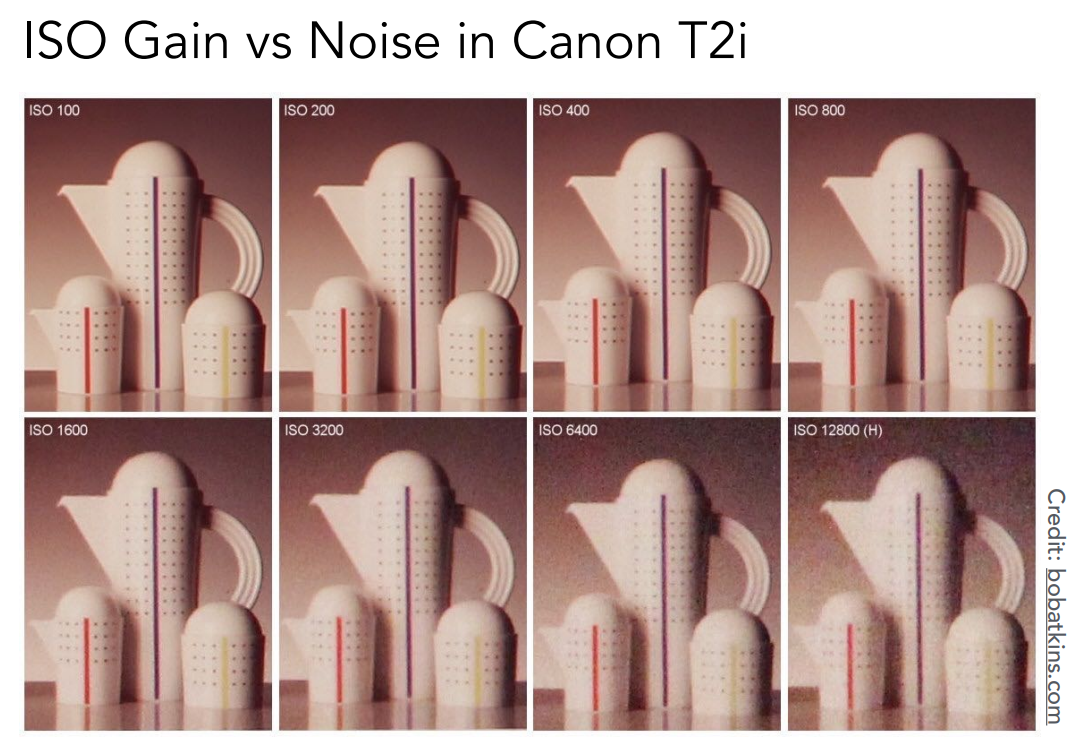 ISO Gain vs Noise in Canon T2i
ISO 100
ISO 200
ISO 400
ISO 800
ISO 1600
ISO 3200
ISO 6400
ISO 12800 (H)
Credit: bobatkins.com